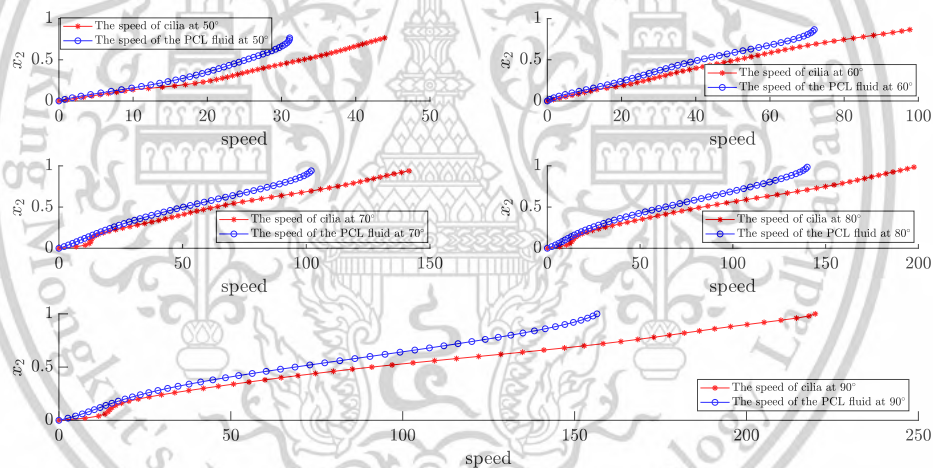 1
0.5
0
x₂
The speed of cilia at 50°
The speed of the PCL fluid at 50°
0 10 20 30 40 50
speed
1
0.5
0
x₂
The speed of cilia at 60°
The speed of the PCL fluid at 60°
0 20 40 60 80 100
speed
1
0.5
0
x₂
The speed of cilia at 70°
The speed of the PCL fluid at 70°
0 50 100 150
speed
1
0.5
0
x₂
The speed of cilia at 80°
The speed of the PCL fluid at 80°
0 50 100 150 200
speed
1
0.5
0
x₂
The speed of cilia at 90°
The speed of the PCL fluid at 90°
0 50 100 150 200 250
speed